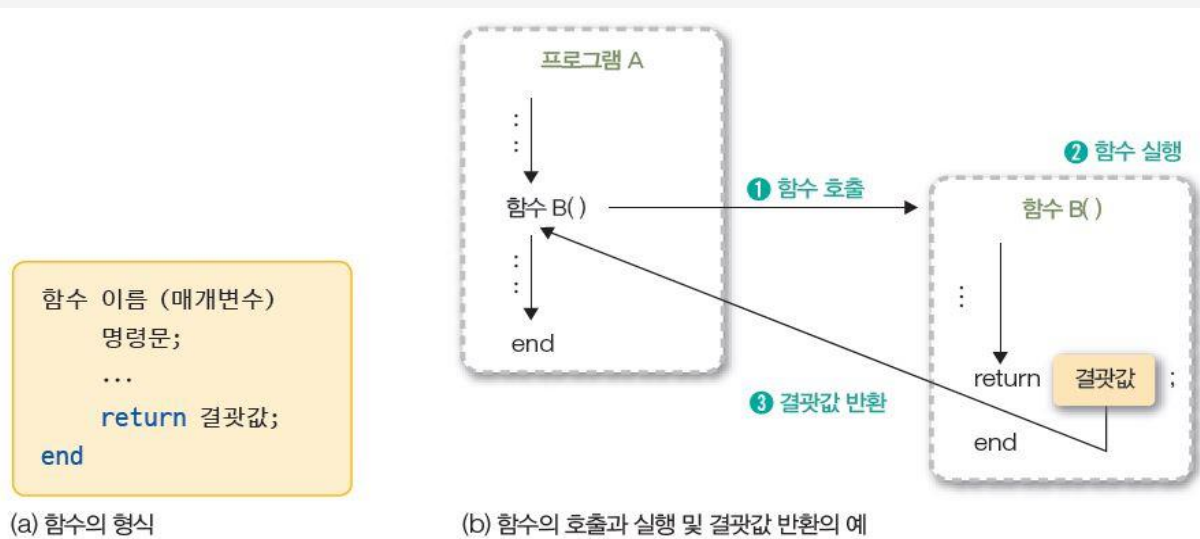 함수 이름 (매개변수)
명령문;
...
return 결괏값;
end
(a) 함수의 형식
프로그램 A
함수 B( )
end
❶ 함수 호출
❷ 함수 실행
함수 B( )
return 결괏값 ;
end
❸ 결괏값 반환
(b) 함수의 호출과 실행 및 결괏값 반환의 예